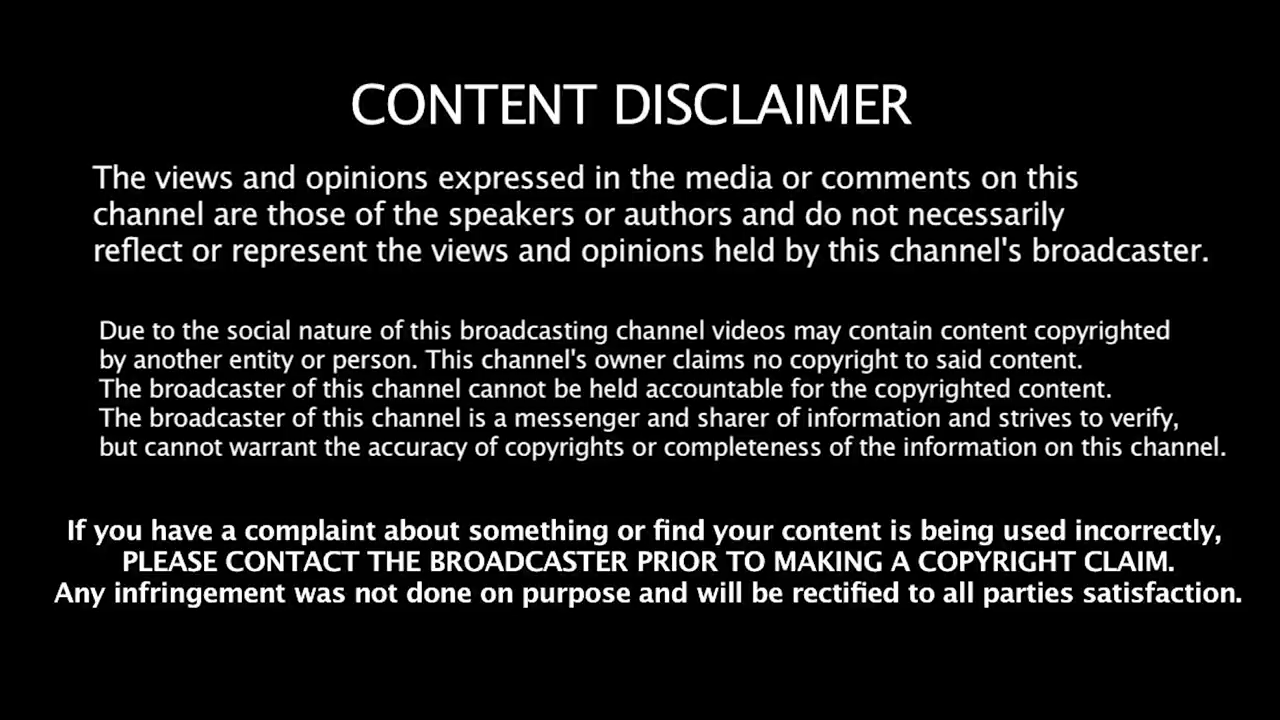 CONTENT DISCLAIMER
The views and opinions expressed in the media or comments on this
channel are those of the speakers or authors and do not necessarily
reflect or represent the views and opinions held by this channel's broadcaster.
Due to the social nature of this broadcasting channel videos may contain content copyrighted
by another entity or person. This channel's owner claims no copyright to said content.
The broadcaster of this channel cannot be held accountable for the copyrighted content.
The broadcaster of this channel is a messenger and sharer of information and strives to verify,
but cannot warrant the accuracy of copyrights or completeness of the information on this channel.
If you have a complaint about something or find your content is being used incorrectly,
PLEASE CONTACT THE BROADCASTER PRIOR TO MAKING A COPYRIGHT CLAIM.
Any infringement was not done on purpose and will be rectified to all parties satisfaction.